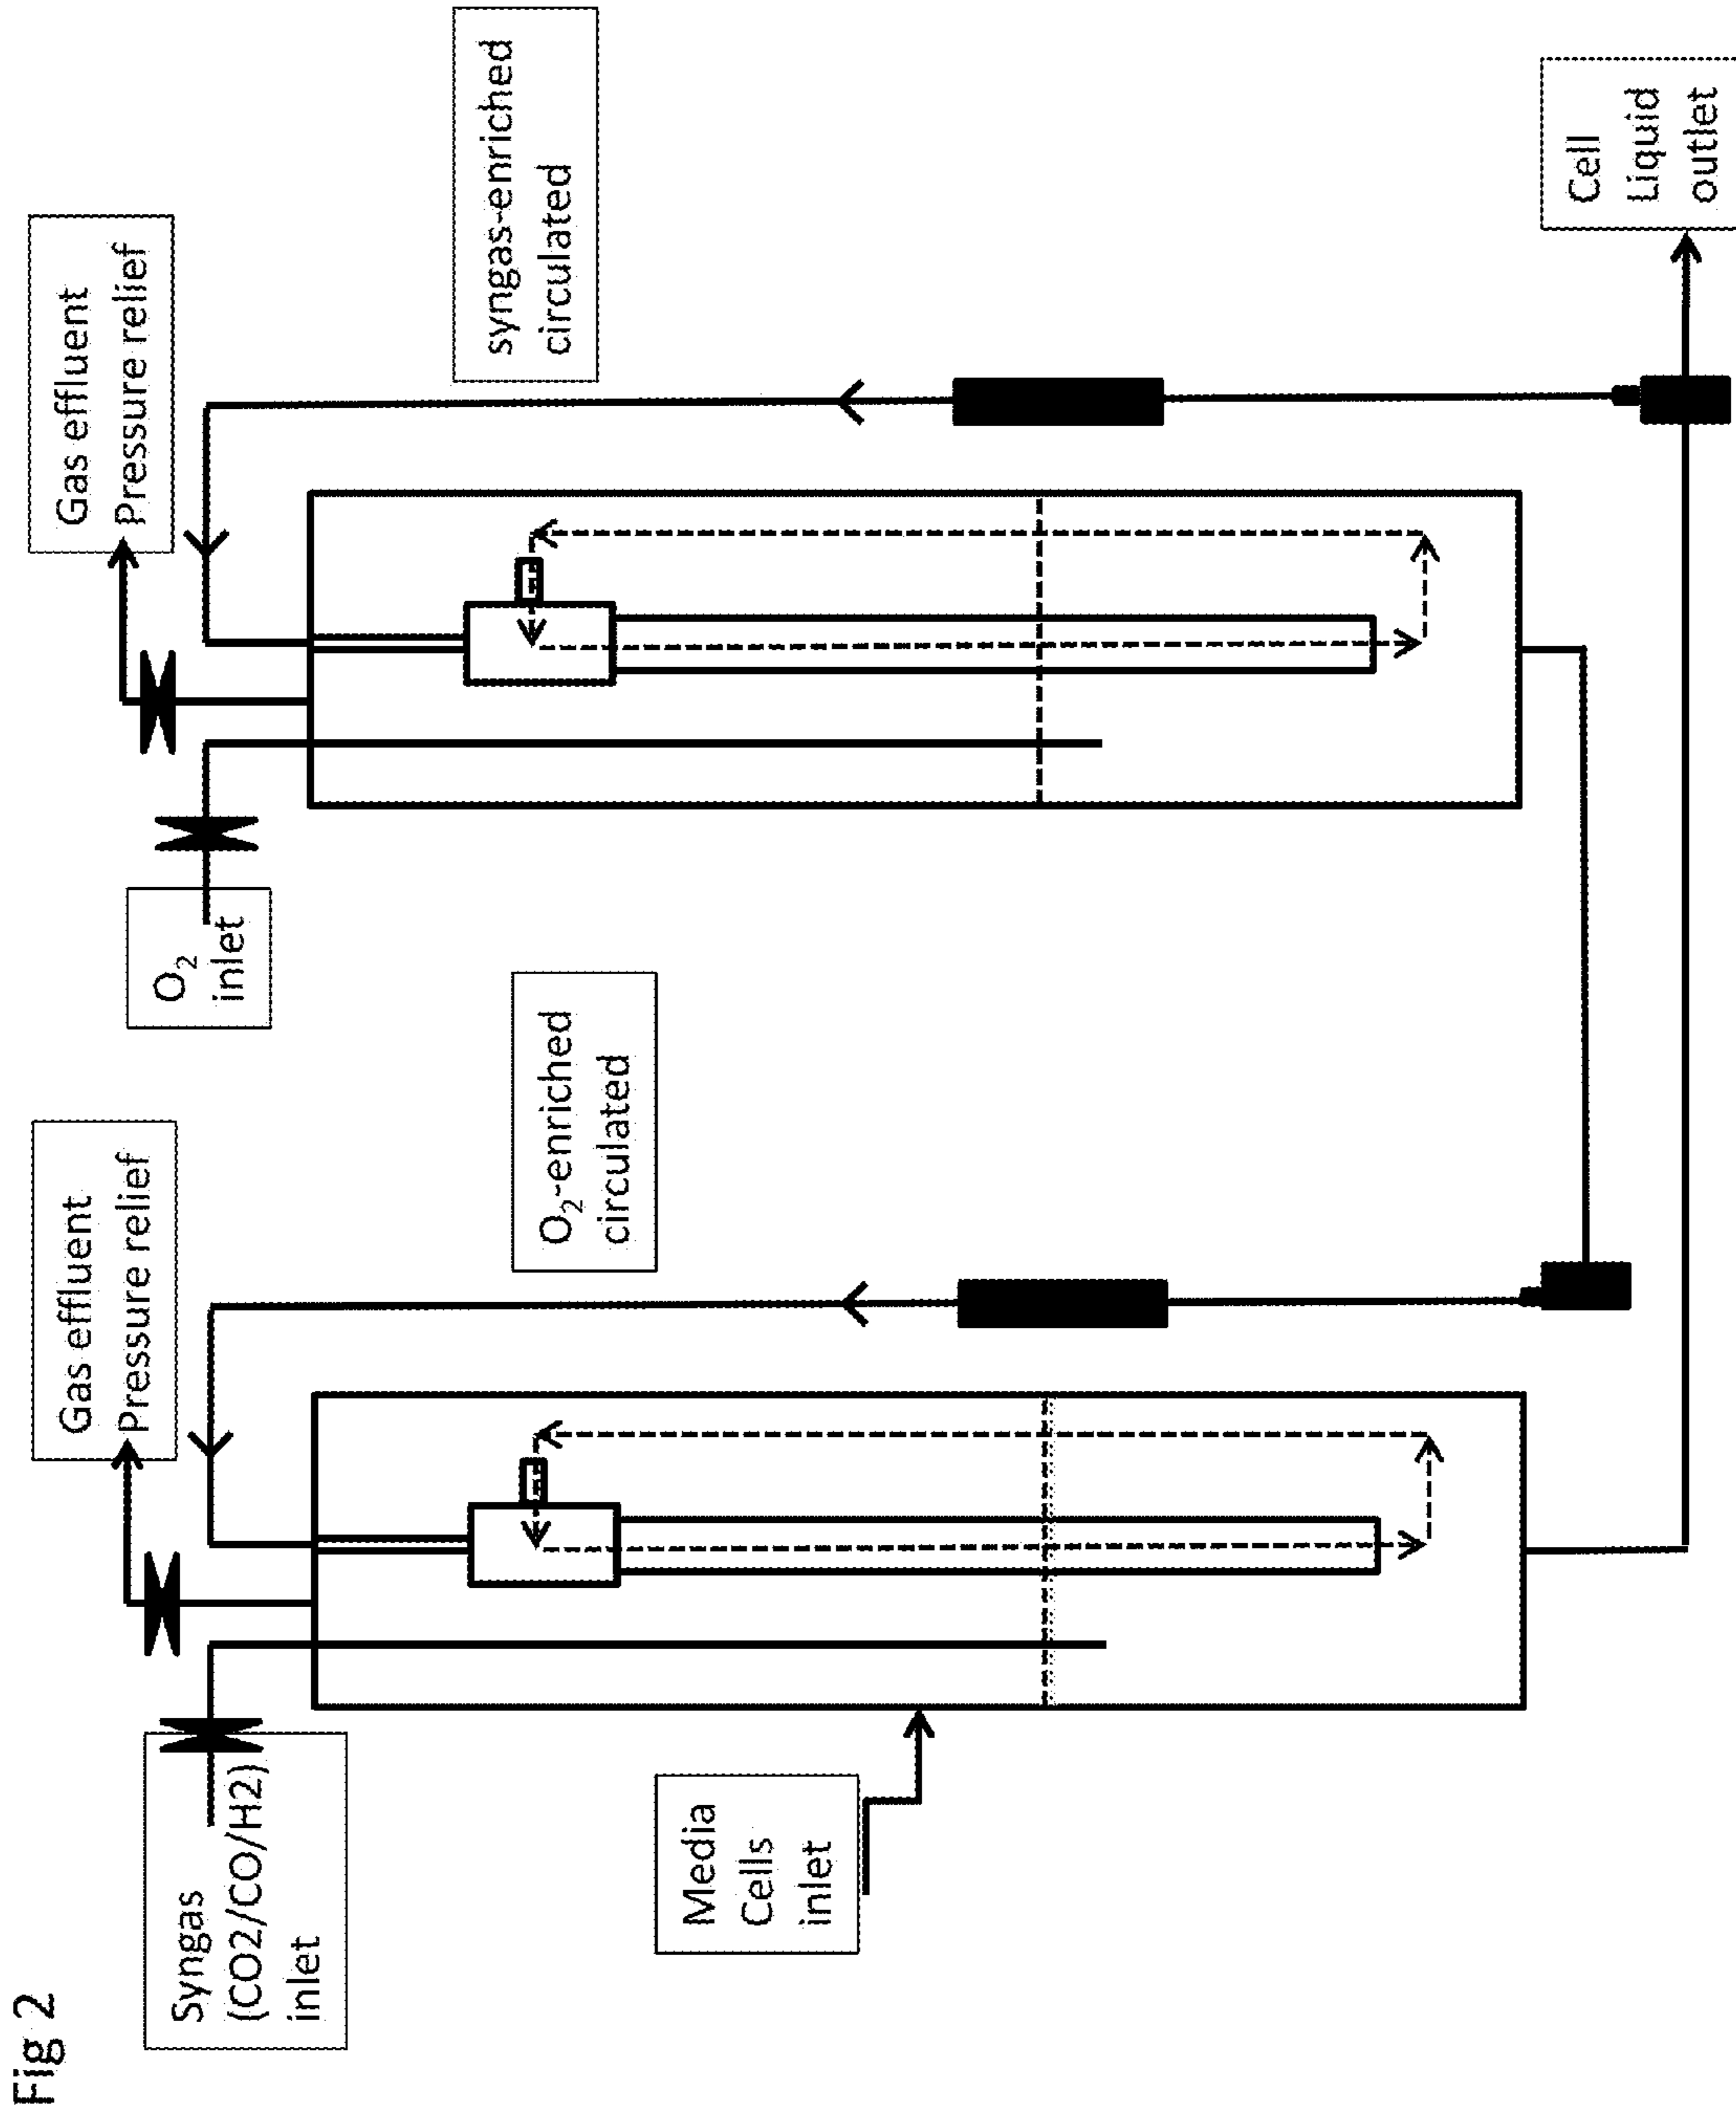 Fig 2
Syngas
(CO2/CO/H2)
inlet
Gas effluent
Pressure relief
O₂
inlet
Gas effluent
Pressure relief
Media
Cells
inlet
O₂-enriched
circulated
syngas-enriched
circulated
Cell
Liquid
outlet